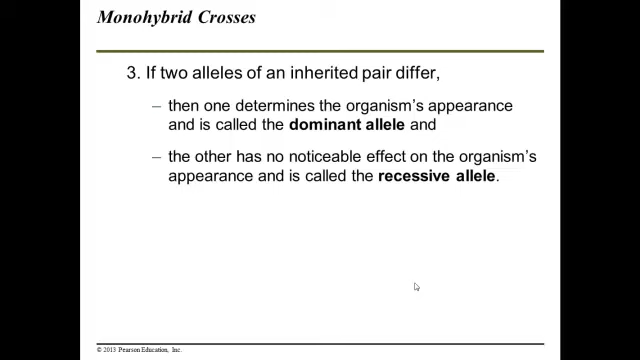 Monohybrid Crosses
3. If two alleles of an inherited pair differ,
– then one determines the organism's appearance
and is called the dominant allele and
– the other has no noticeable effect on the organism's
appearance and is called the recessive allele.
© 2013 Pearson Education, Inc.